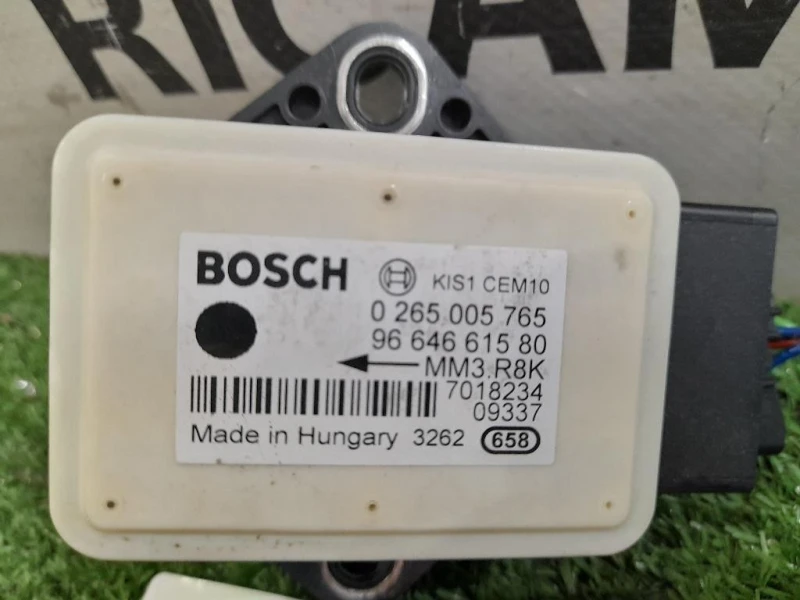 RICAM
BOSCH KIS1 CEM10
0 265 005 765
96 646 615 80
MM3.R8K
7018234
09337
Made in Hungary 3262 658